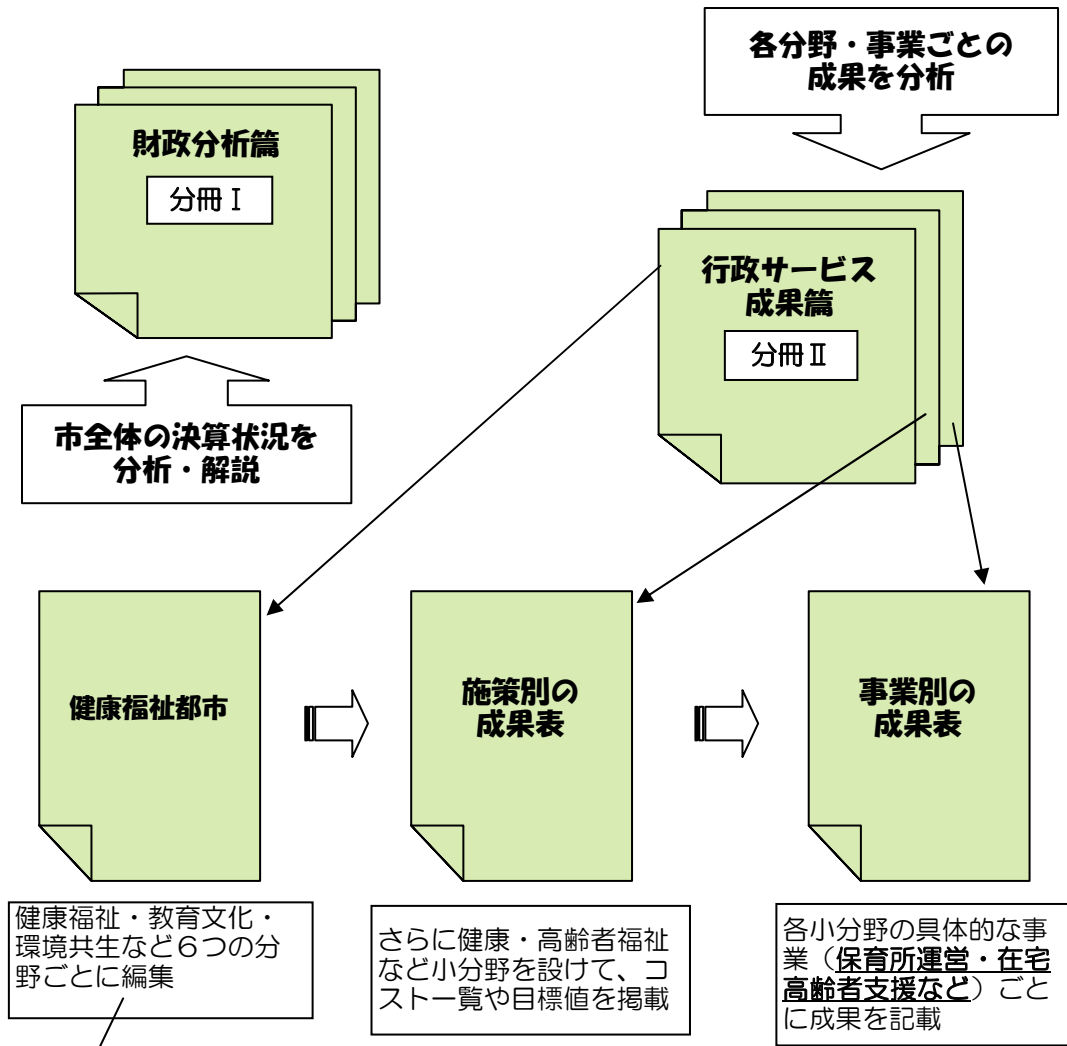 各分野・事業ごとの
成果を分析
財政分析篇
分冊Ⅰ
行政サービス
成果篇
分冊Ⅱ
市全体の決算状況を
分析・解説
健康福祉都市
施策別の
成果表
事業別の
成果表
健康福祉・教育文化・
環境共生など６つの分
野ごとに編集
さらに健康・高齢者福祉
など小分野を設けて、コ
スト一覧や目標値を掲載
各小分野の具体的な事
業（保育所運営・在宅
高齢者支援など）ごと
に成果を記載